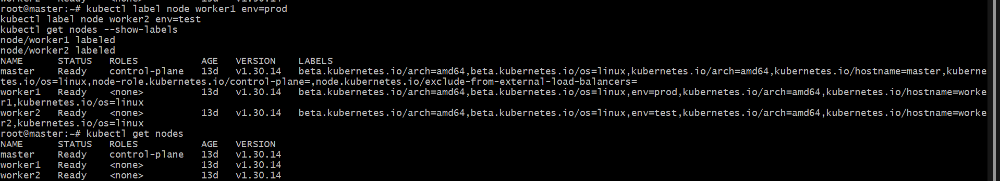 root@master:~# kubectl label node worker1 env=prod
kubectl label node worker2 env=test
kubectl get nodes --show-labels
node/worker1 labeled
node/worker2 labeled
NAME      STATUS   ROLES           AGE   VERSION    LABELS
master    Ready    control-plane   13d   v1.30.14   beta.kubernetes.io/arch=amd64,beta.kubernetes.io/os=linux,kubernetes.io/arch=amd64,kubernetes.io/hostname=master,kuberne
tes.io/os=linux,node-role.kubernetes.io/control-plane=,node.kubernetes.io/exclude-from-external-load-balancers=
worker1   Ready    <none>          13d   v1.30.14   beta.kubernetes.io/arch=amd64,beta.kubernetes.io/os=linux,env=prod,kubernetes.io/arch=amd64,kubernetes.io/hostname=worke
r1,kubernetes.io/os=linux
worker2   Ready    <none>          13d   v1.30.14   beta.kubernetes.io/arch=amd64,beta.kubernetes.io/os=linux,env=test,kubernetes.io/arch=amd64,kubernetes.io/hostname=worke
r2,kubernetes.io/os=linux
root@master:~# kubectl get nodes
NAME      STATUS   ROLES           AGE   VERSION
master    Ready    control-plane   13d   v1.30.14
worker1   Ready    <none>          13d   v1.30.14
worker2   Ready    <none>          13d   v1.30.14